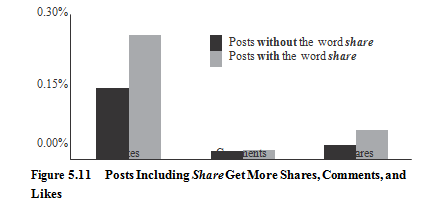 0.30%
Posts without the word share
Posts with the word share
0.15%
0.00%
Figure 5.11 Posts Including Share Get More Shares, Comments, and
Likes